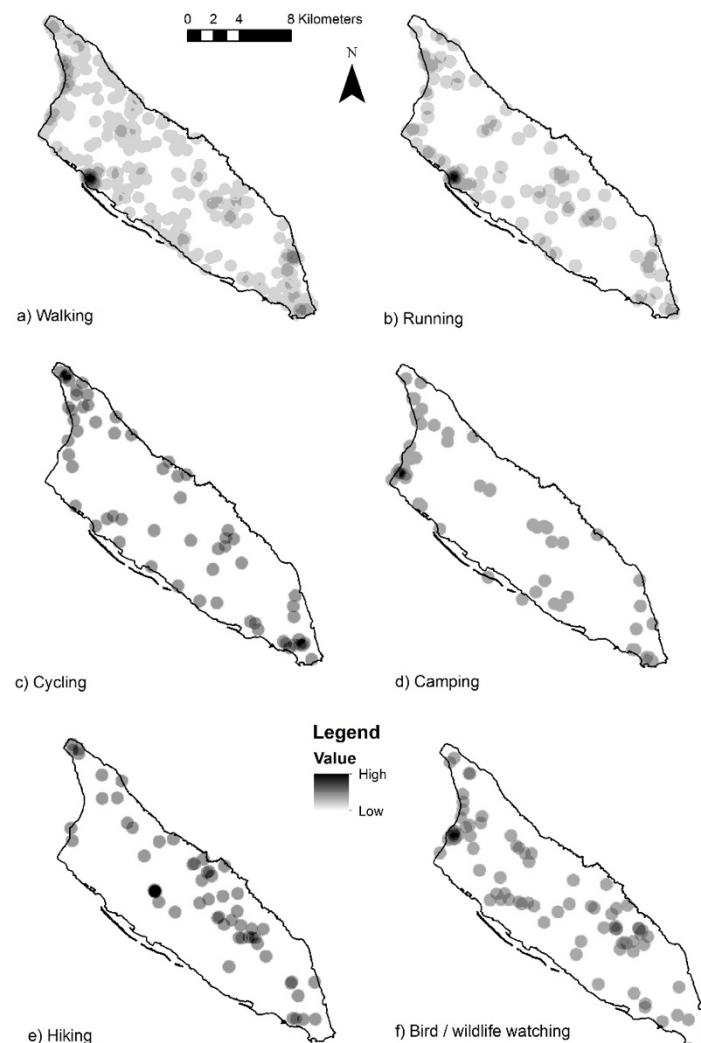 0 2 4 8 Kilometers
N
a) Walking
b) Running
c) Cycling
d) Camping
Legend
Value
High
Low
e) Hiking
f) Bird / wildlife watching